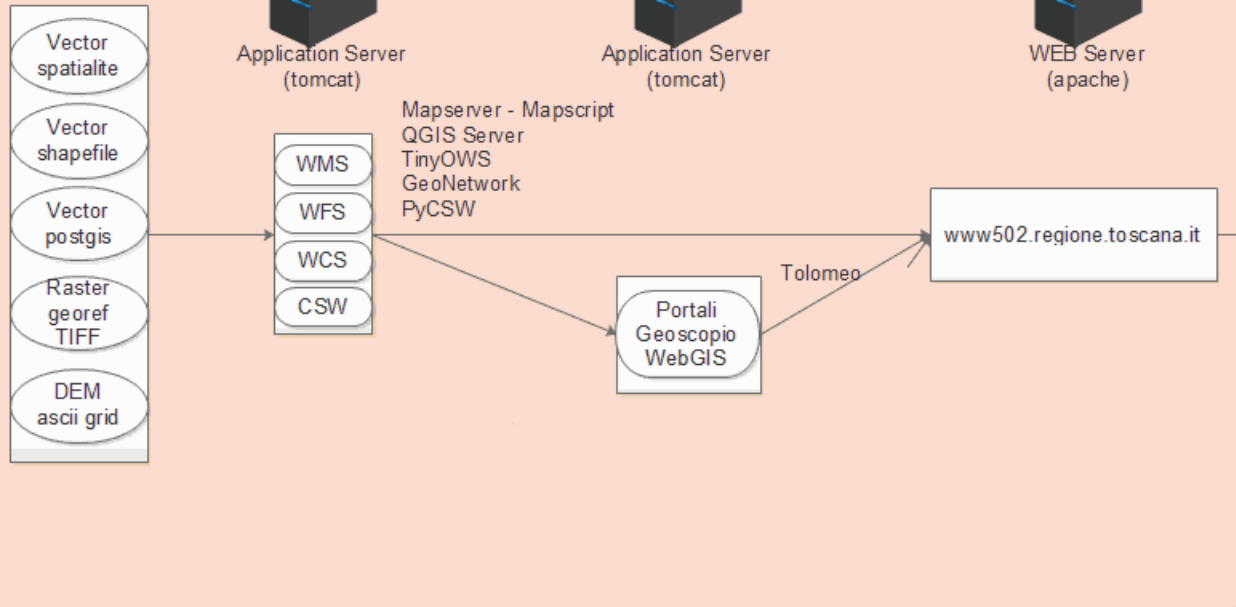 Vector
spatialite
Vector
shapefile
Vector
postgis
Raster
georef
TIFF
DEM
ascii grid
Application Server
(tomcat)
WMS
WFS
WCS
CSW
Mapserver - Mapscript
QGIS Server
TinyOWS
GeoNetwork
PyCSW
Application Server
(tomcat)
Portali
Geoscopio
WebGIS
Tolomeo
WEB Server
(apache)
www502.regione.toscana.it